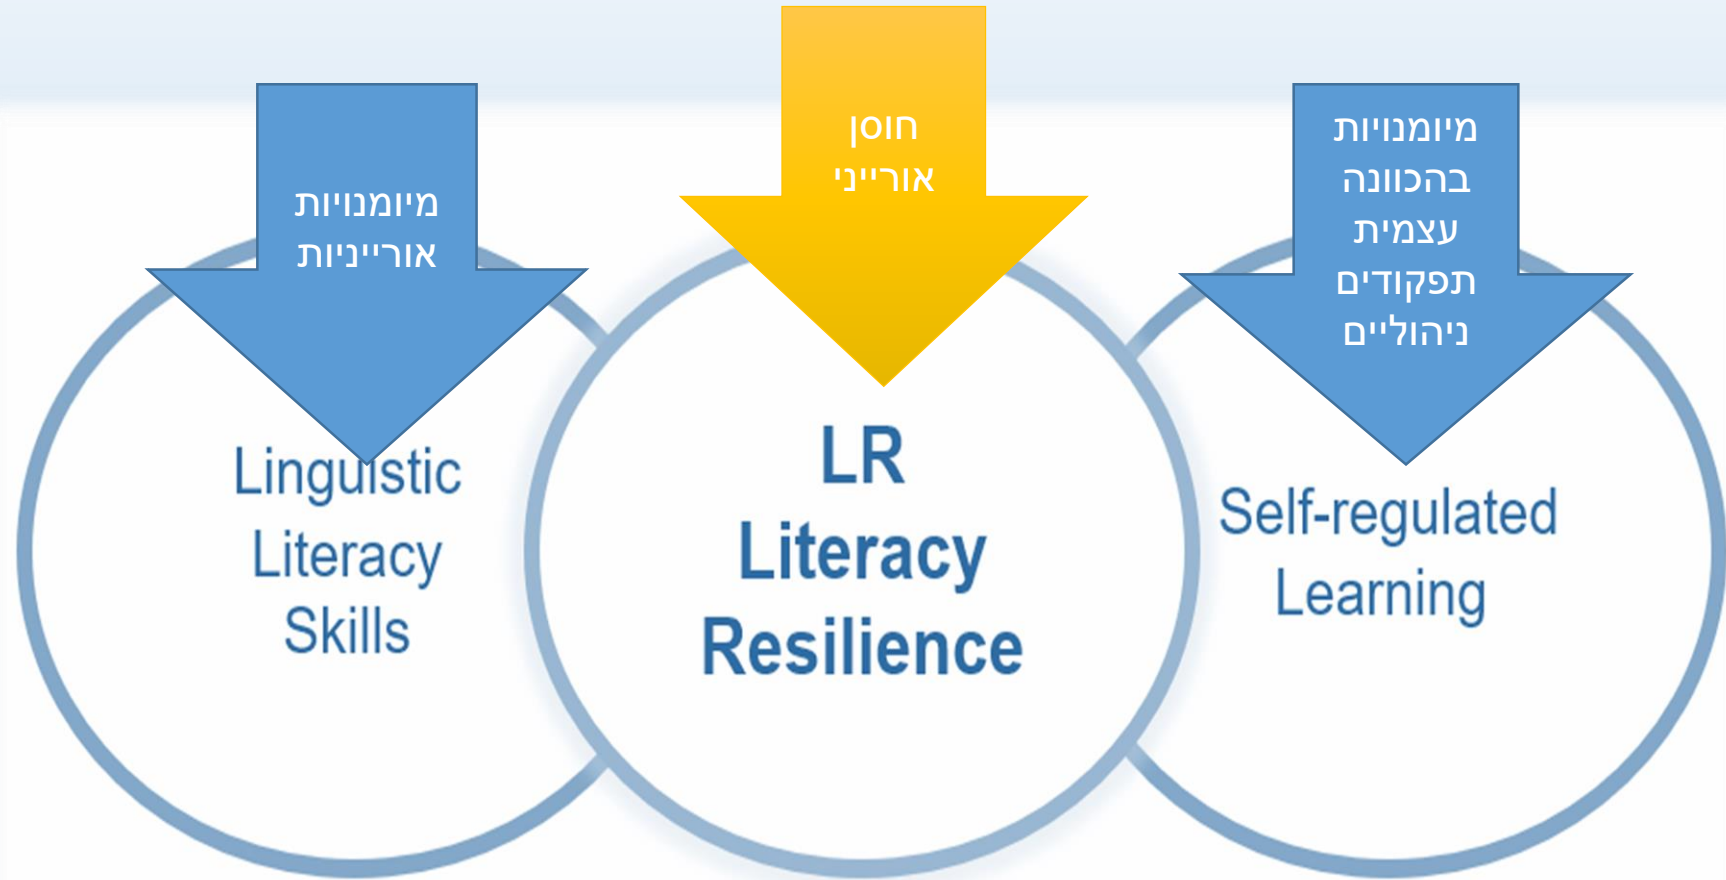 מיומנויות
אורייניות
חוסן
אורייני
מיומנויות
בהכוונה
עצמית
תפקודים
ניהוליים
Linguistic
Literacy
Skills
LR
Literacy
Resilience
Self-regulated
Learning